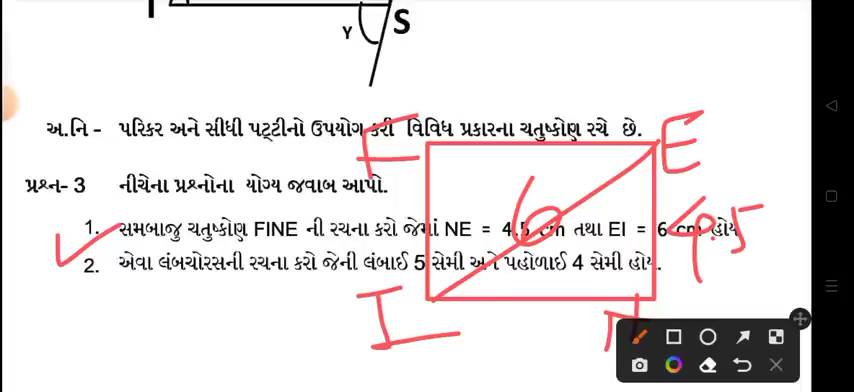 Y
S
અ.નિ - પરિકર અને સીધી પટ્ટીનો ઉપયોગ કરી વિવિધ પ્રકારના ચતુષ્કોણ રચે છે.
F
E
પ્રશ્ન- 3 નીચેના પ્રશ્નોના યોગ્ય જવાબ આપો.
1. સમબાજુ ચતુષ્કોણ FINE ની રચના કરો જેમાં NE = 4.5 cm તથા EI = 6 cm હોય
6
4.5
2. એવા લંબચોરસની રચના કરો જેની લંબાઈ 5 સેમી અને પહોળાઈ 4 સેમી હોય.
I
N